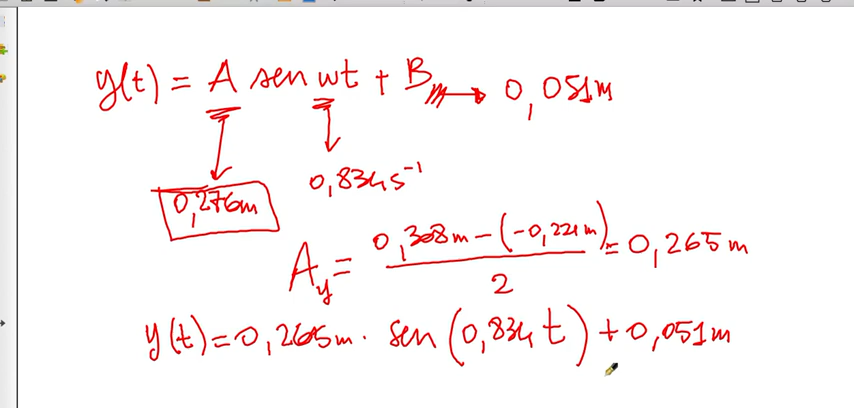 y(t) = A sen wt + B → 0,051m
0,276m
0,834s⁻¹
A_y = (0,308m - (-0,221m)) / 2 = 0,265m
y(t) = 0,265m · sen(0,834 t) + 0,051m